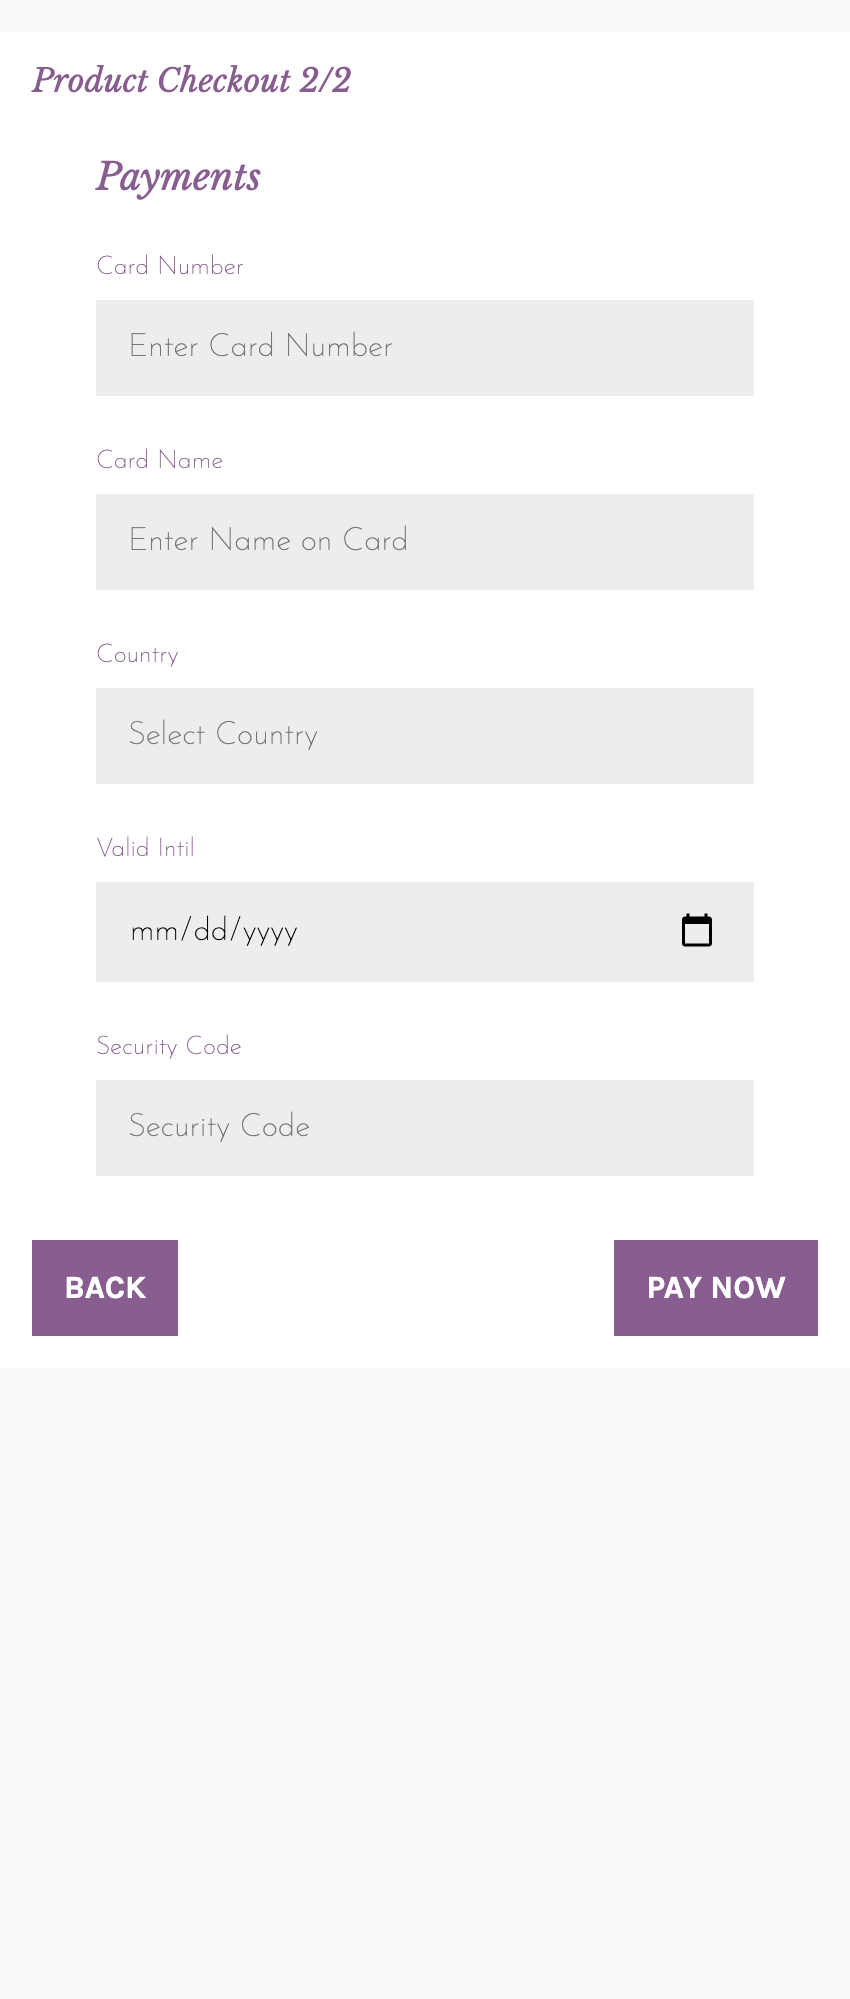 Product Checkout 2/2
Payments
Card Number
Enter Card Number
Card Name
Enter Name on Card
Country
Select Country
Valid Intil
mm/dd/yyyy
Security Code
Security Code
BACK
PAY NOW